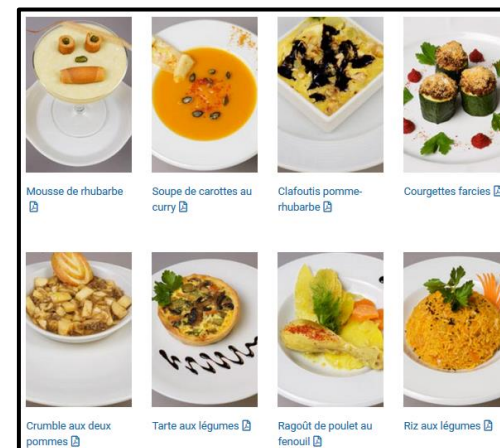 Mousse de rhubarbe
Soupe de carottes au
curry
Clafoutis pomme-
rhubarbe
Courgettes farcies
Crumble aux deux
pommes
Tarte aux légumes
Ragoût de poulet au
fenouil
Riz aux légumes